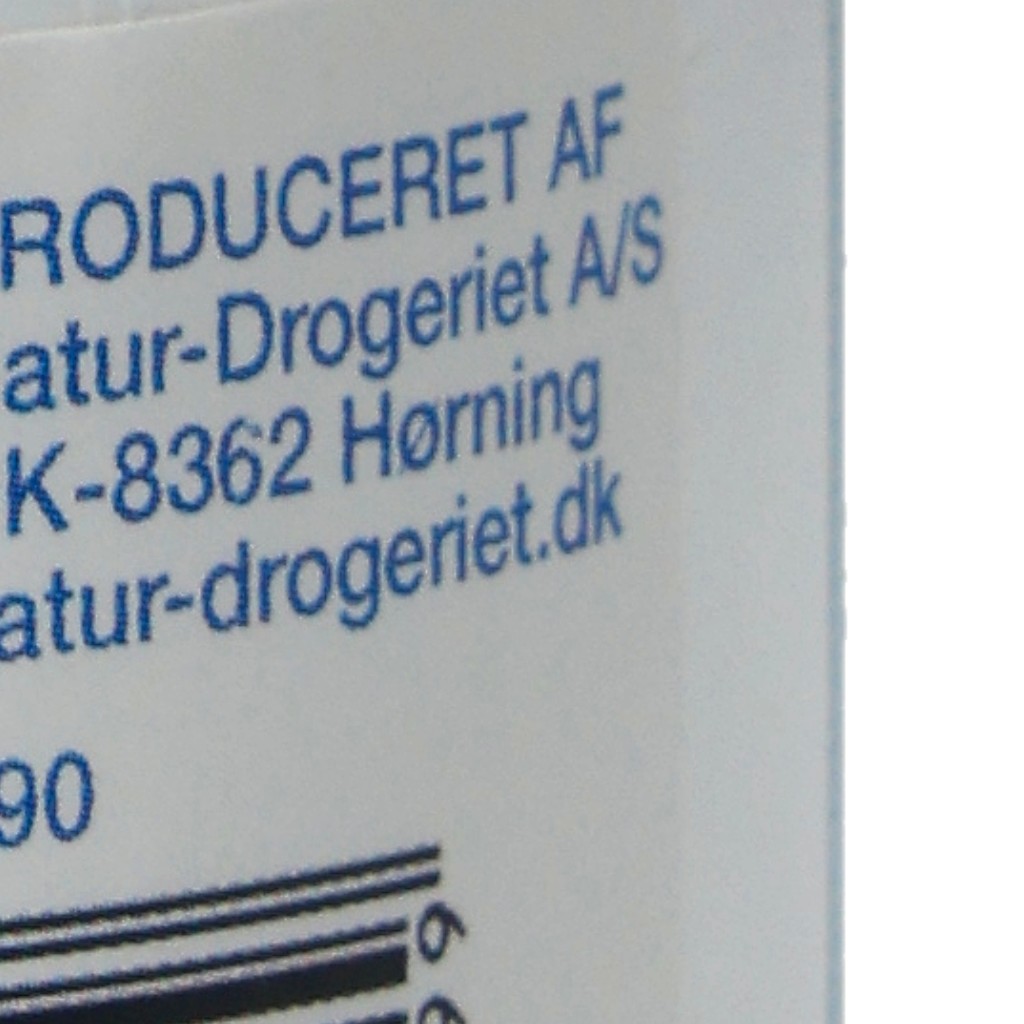 RODUCERET AF
atur-Drogeriet A/S
K-8362 Hørning
atur-drogeriet.dk
90